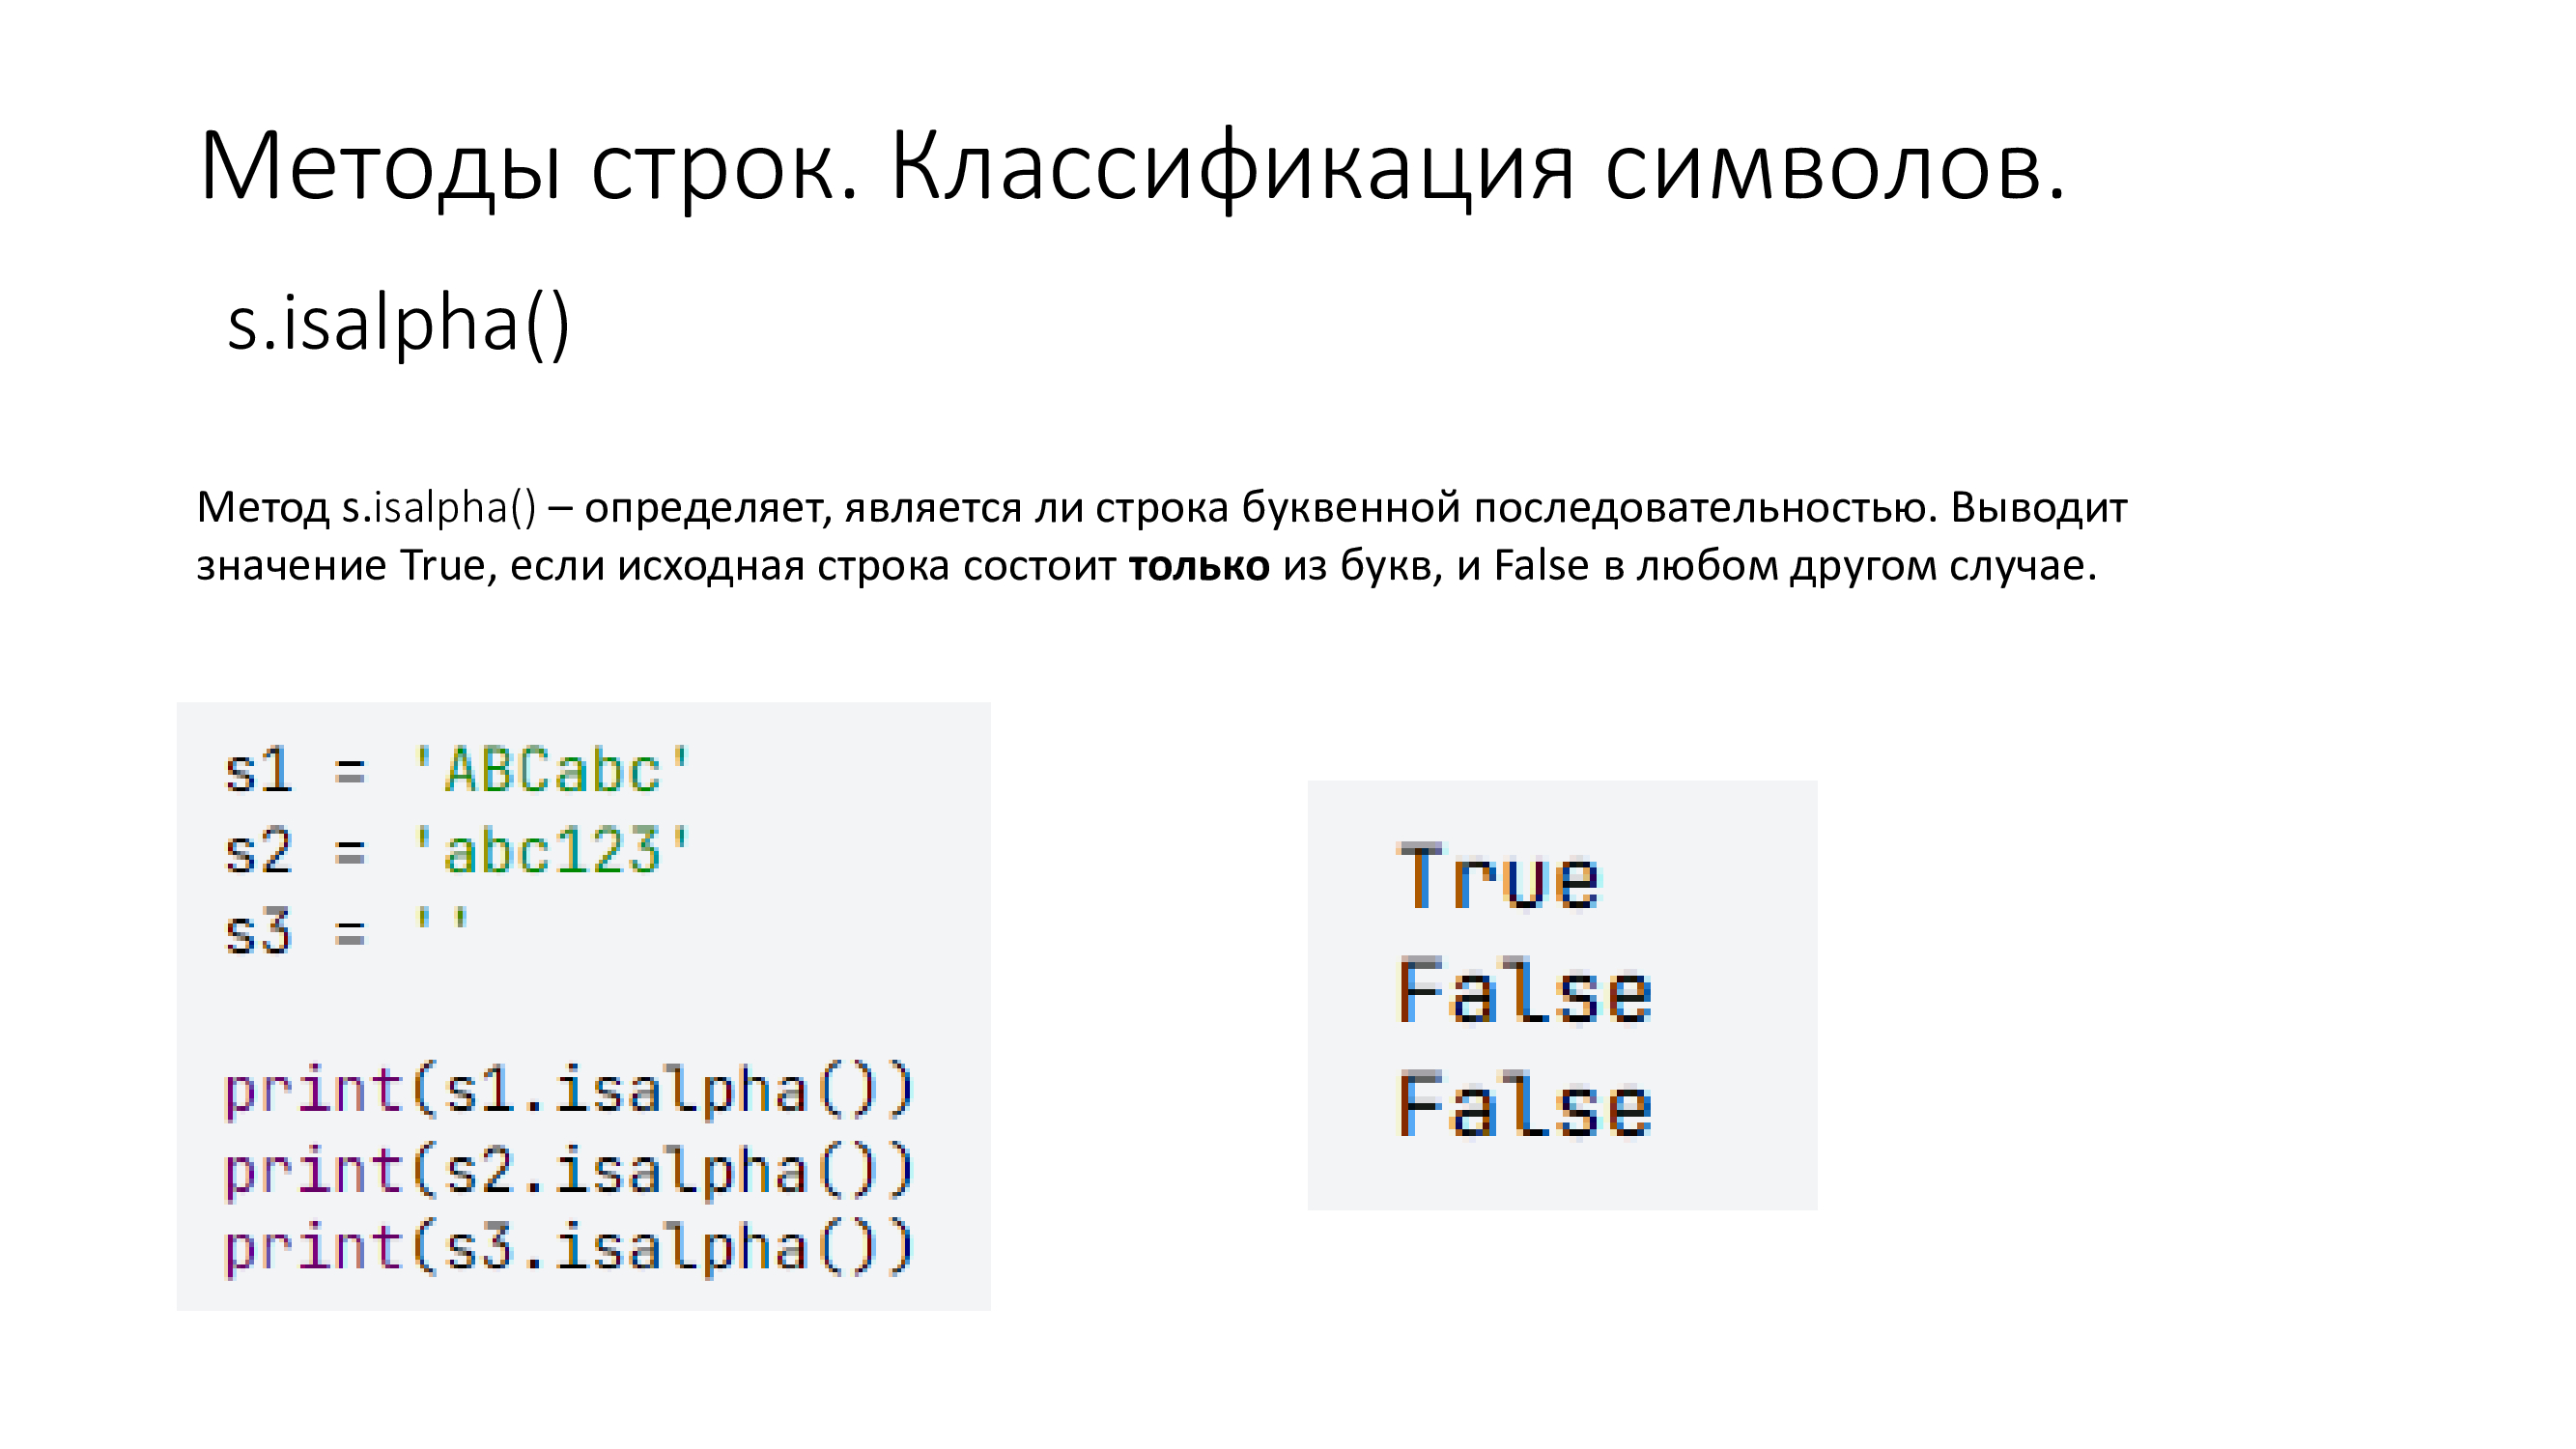 Методы строк. Классификация символов.
s.isalpha()
Метод s.isalpha() – определяет, является ли строка буквенной последовательностью. Выводит
значение True, если исходная строка состоит только из букв, и False в любом другом случае.
s1 = 'ABCabc'
s2 = 'abc123'
s3 = ''
print(s1.isalpha())
print(s2.isalpha())
print(s3.isalpha())
True
False
False